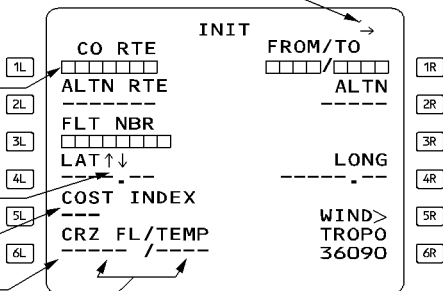 INIT →
CO RTE FROM/TO
1L □□□□□□□□ □□□□/□□□□ 1R
ALTN RTE ALTN
2L -------- ----- 2R
FLT NBR
3L □□□□□□□□□ 3R
LAT↑↓ LONG
4L -----.-- ------.-- 4R
COST INDEX
5L --- WIND> 5R
CRZ FL/TEMP TROPO
6L ----- /---- 36090 6R